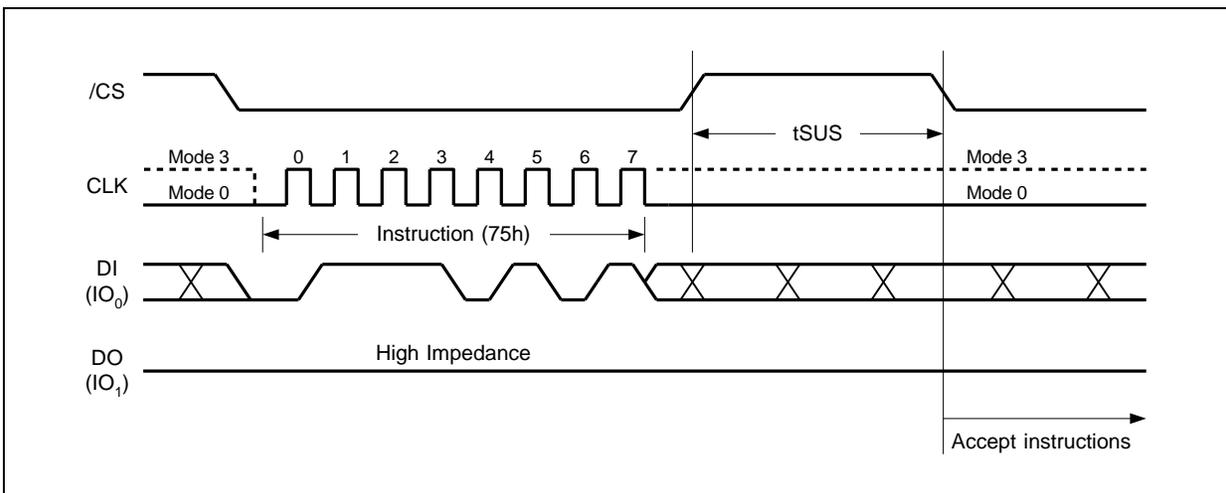 /CS
tSUS
Mode 3 0 1 2 3 4 5 6 7 Mode 3
CLK
Mode 0 Mode 0
Instruction (75h)
DI
(IO0)
High Impedance
DO
(IO1)
Accept instructions